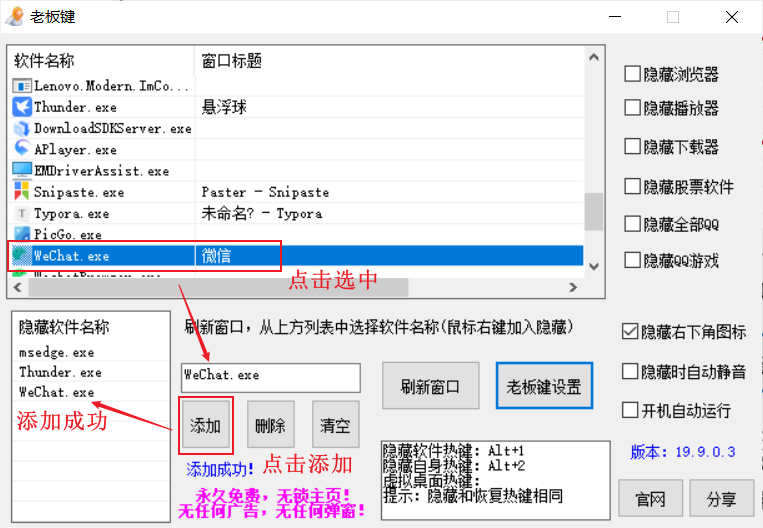 老板键
软件名称 窗口标题
Lenovo.Modern.ImCo...
Thunder.exe 悬浮球
DownloadSDKServer.exe
APlayer.exe
EMDriverAssist.exe
Snipaste.exe Paster - Snipaste
Typora.exe 未命名? - Typora
PicGo.exe
WeChat.exe 微信
点击选中
隐藏浏览器
隐藏播放器
隐藏下载器
隐藏股票软件
隐藏全部QQ
隐藏QQ游戏
隐藏右下角图标
隐藏时自动静音
开机自动运行
版本: 19.9.0.3
官网 分享
隐藏软件名称
msedge.exe
Thunder.exe
WeChat.exe
添加成功
刷新窗口, 从上方列表中选择软件名称(鼠标右键加入隐藏)
WeChat.exe
刷新窗口 老板键设置
添加 删除 清空
添加成功! 点击添加
永久免费, 无锁主页!
无任何广告, 无任何弹窗!
隐藏软件热键: Alt+1
隐藏自身热键: Alt+2
虚拟桌面热键:
提示: 隐藏和恢复热键相同